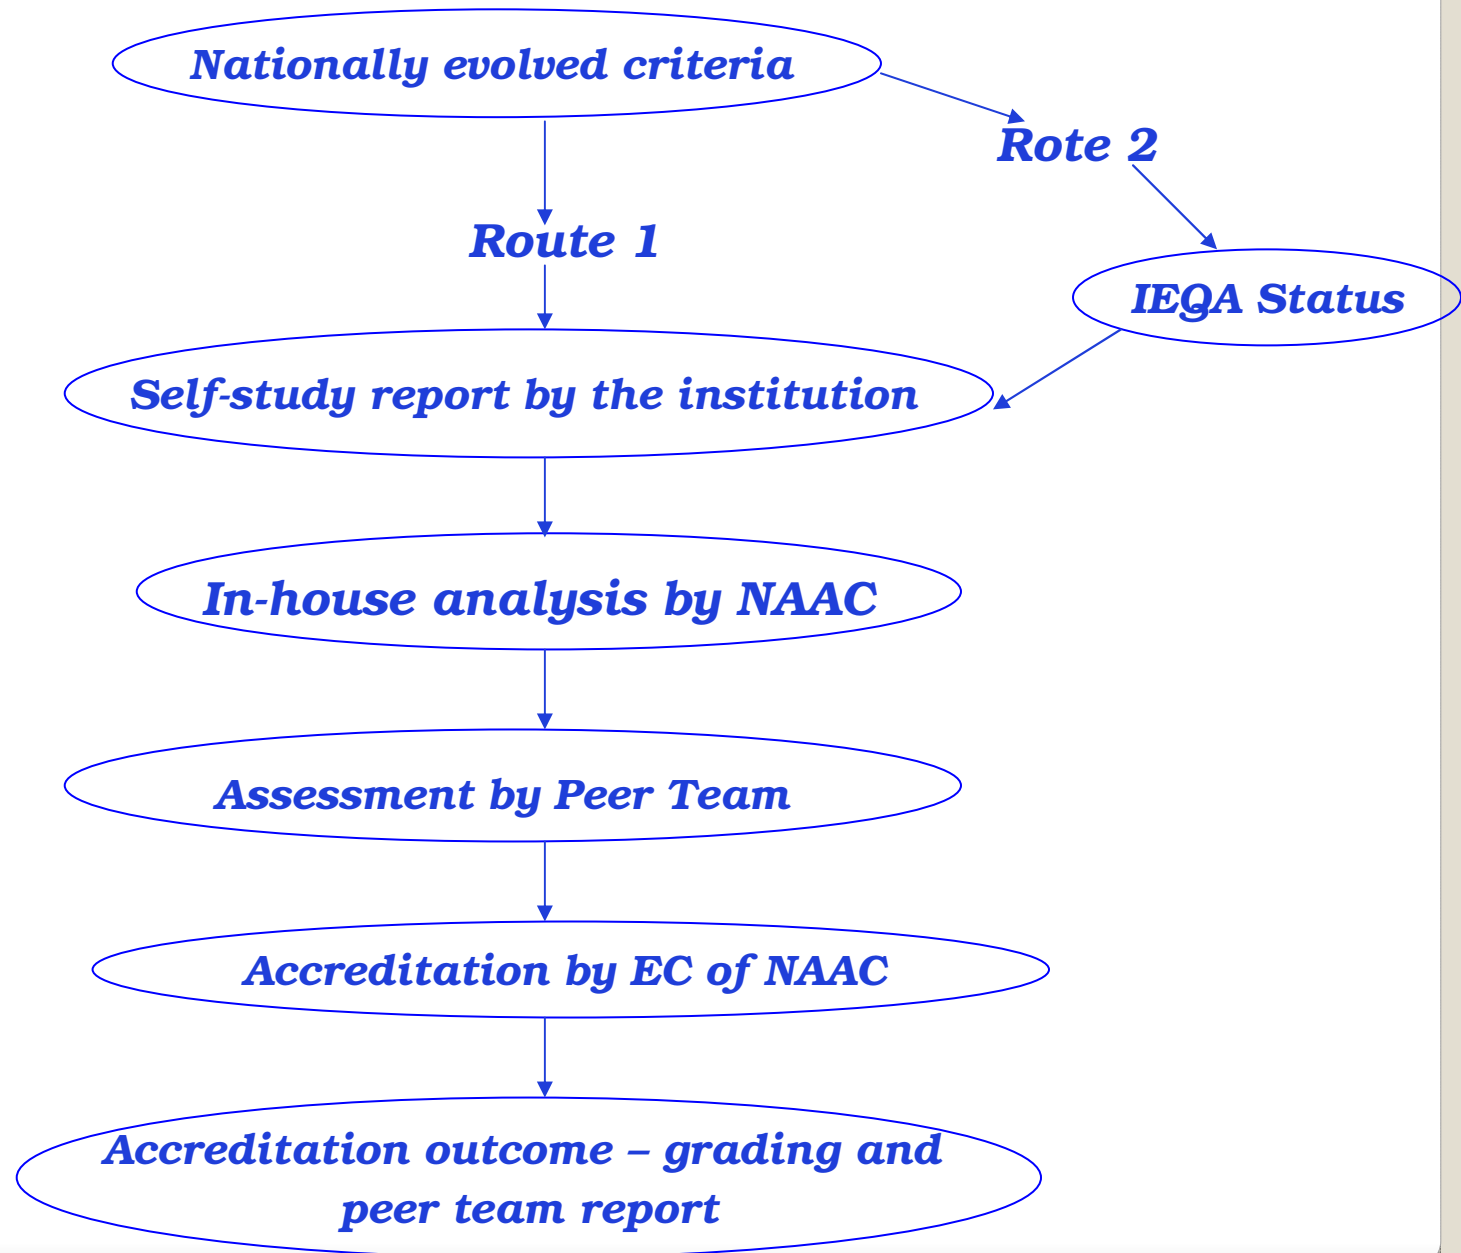 Nationally evolved criteria
Rote 2
Route 1
IEQA Status
Self-study report by the institution
In-house analysis by NAAC
Assessment by Peer Team
Accreditation by EC of NAAC
Accreditation outcome – grading and
peer team report